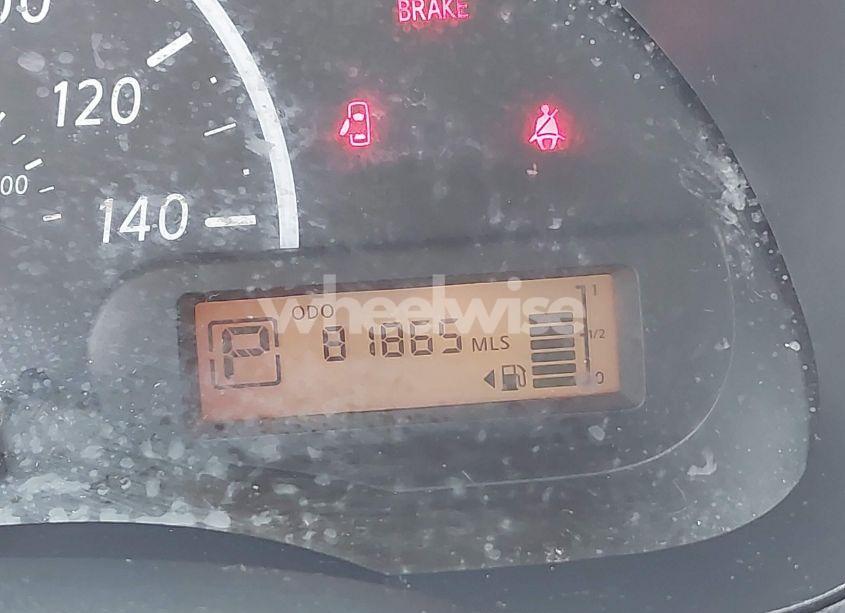 BRAKE
120
140
wheelwise
ODO
P 81865 MLS
1
1/2
0